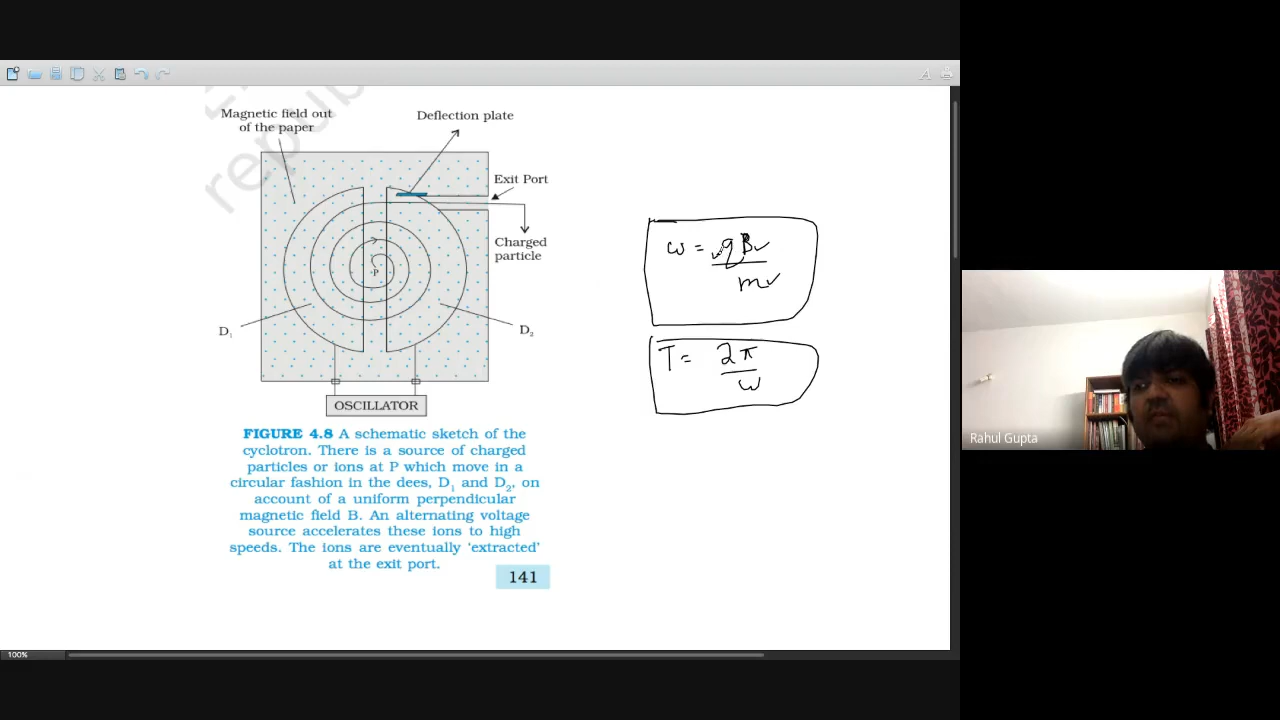 repub
Magnetic field out
of the paper
Deflection plate
Exit Port
Charged
particle
P
D1
D2
OSCILLATOR
FIGURE 4.8 A schematic sketch of the
cyclotron. There is a source of charged
particles or ions at P which move in a
circular fashion in the dees, D1 and D2, on
account of a uniform perpendicular
magnetic field B. An alternating voltage
source accelerates these ions to high
speeds. The ions are eventually ‘extracted’
at the exit port.
141
ω = qB
m
T = 2π
ω
Rahul Gupta
100%